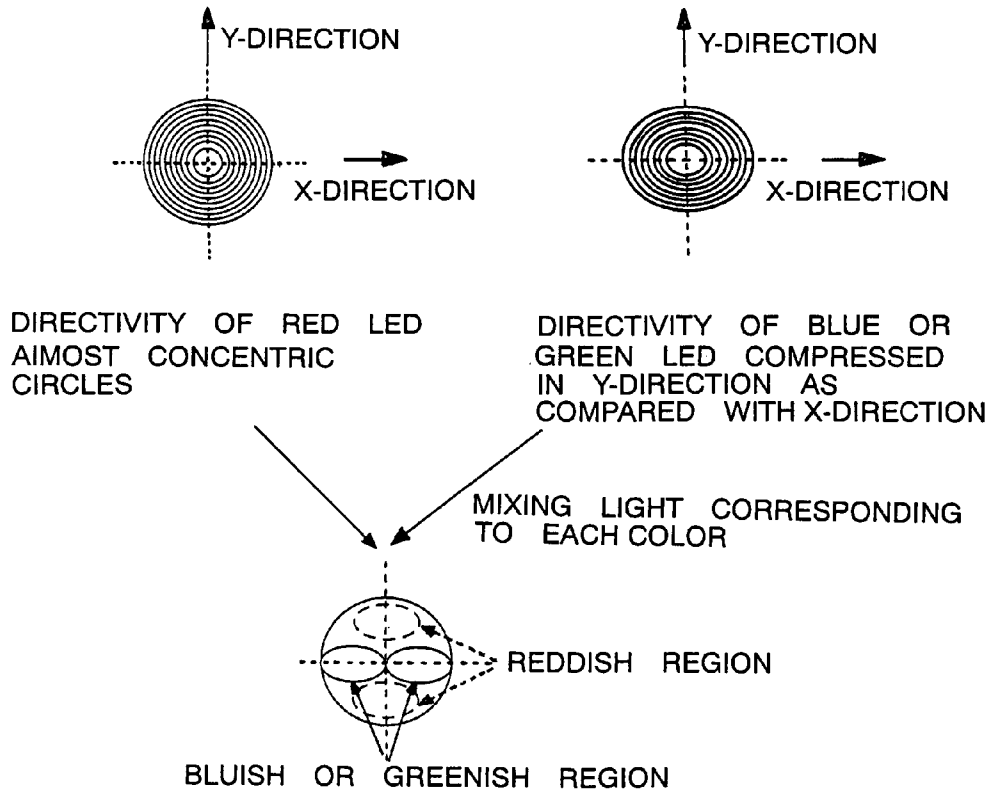 Y-DIRECTION
X-DIRECTION
Y-DIRECTION
X-DIRECTION
DIRECTIVITY OF RED LED
AIMOST CONCENTRIC
CIRCLES
DIRECTIVITY OF BLUE OR
GREEN LED COMPRESSED
IN Y-DIRECTION AS
COMPARED WITH X-DIRECTION
MIXING LIGHT CORRESPONDING
TO EACH COLOR
REDDISH REGION
BLUISH OR GREENISH REGION